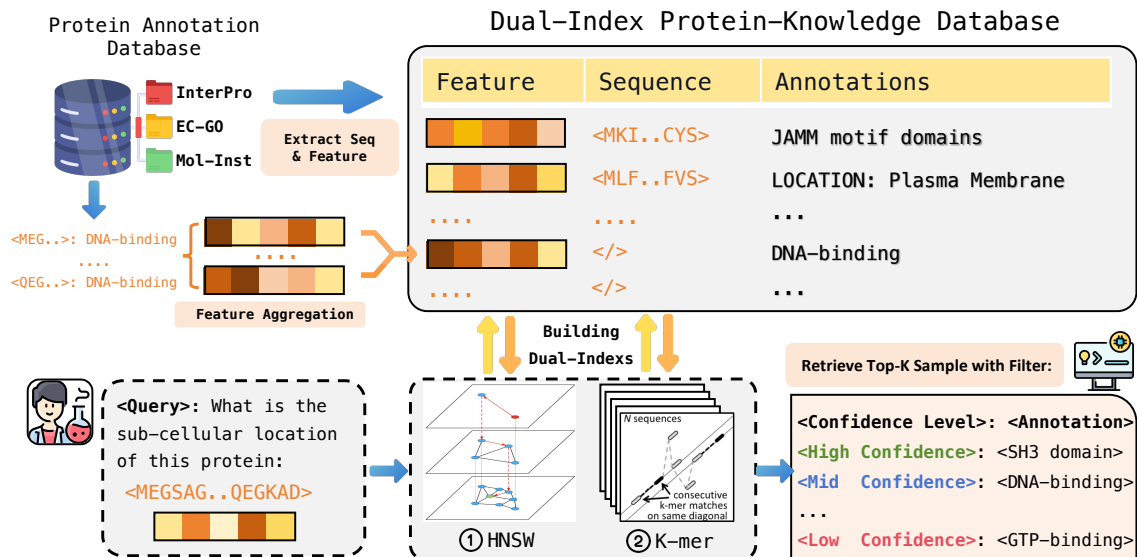 Protein Annotation
Database
InterPro
EC-GO
Mol-Inst
Extract Seq
& Feature
<MEG..>: DNA-binding
....
<QEG..>: DNA-binding
....
Feature Aggregation
Dual-Index Protein-Knowledge Database
Feature Sequence Annotations
<MKI..CYS> JAMM motif domains
<MLF..FVS> LOCATION: Plasma Membrane
.... .... ...
</> DNA-binding
.... </> ...
Building
Dual-Indexs
<Query>: What is the
sub-cellular location
of this protein:
<MEGSAG..QEGKAD>
N sequences
consecutive
k-mer matches
on same diagonal
1 HNSW
2 K-mer
Retrieve Top-K Sample with Filter:
<Confidence Level>: <Annotation>
<High Confidence>: <SH3 domain>
<Mid Confidence>: <DNA-binding>
...
<Low Confidence>: <GTP-binding>